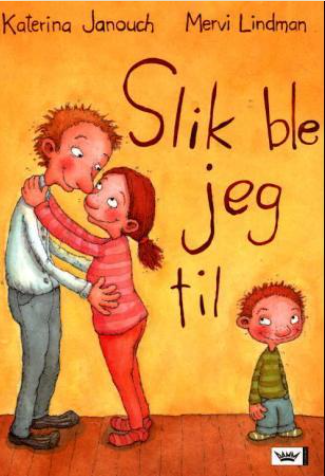 Katerina Janouch Mervi Lindman
Slik ble
jeg
til